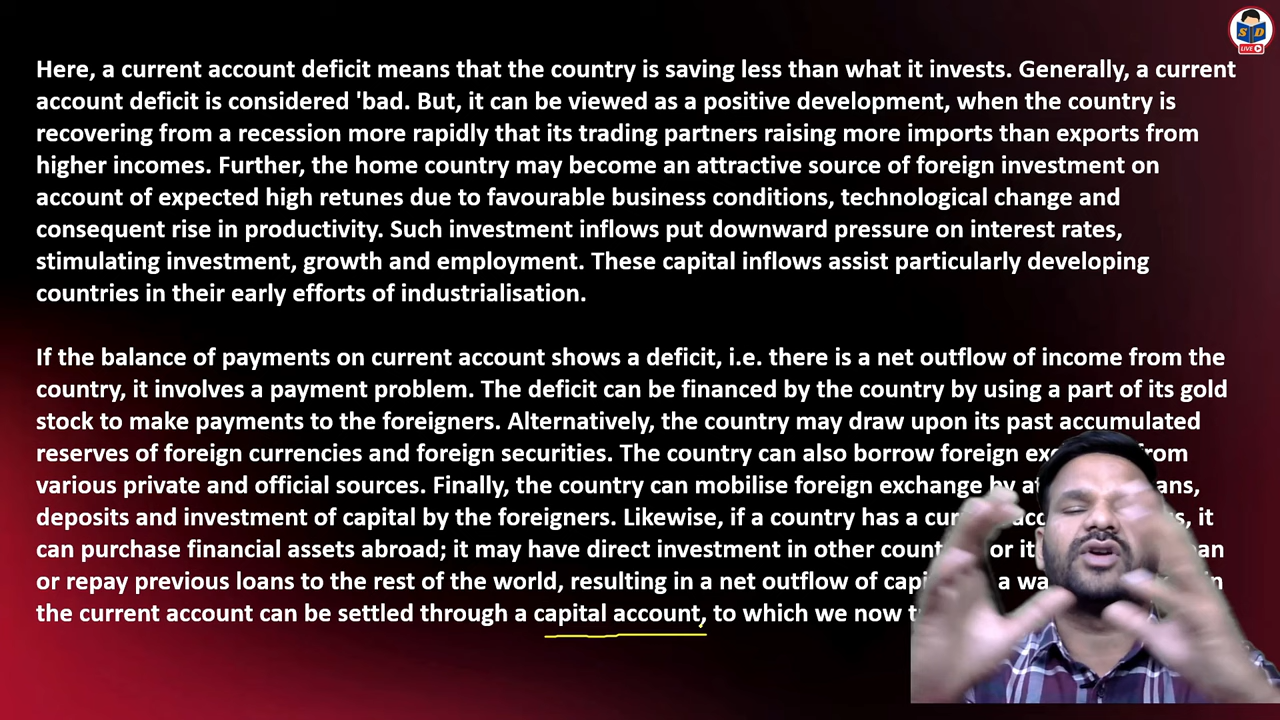 Here, a current account deficit means that the country is saving less than what it invests. Generally, a current
account deficit is considered 'bad. But, it can be viewed as a positive development, when the country is
recovering from a recession more rapidly that its trading partners raising more imports than exports from
higher incomes. Further, the home country may become an attractive source of foreign investment on
account of expected high retunes due to favourable business conditions, technological change and
consequent rise in productivity. Such investment inflows put downward pressure on interest rates,
stimulating investment, growth and employment. These capital inflows assist particularly developing
countries in their early efforts of industrialisation.
If the balance of payments on current account shows a deficit, i.e. there is a net outflow of income from the
country, it involves a payment problem. The deficit can be financed by the country by using a part of its gold
stock to make payments to the foreigners. Alternatively, the country may draw upon its past accumulated
reserves of foreign currencies and foreign securities. The country can also borrow foreign from
various private and official sources. Finally, the country can mobilise foreign exchange by
deposits and investment of capital by the foreigners. Likewise, if a country has a it
can purchase financial assets abroad; it may have direct investment in other or
or repay previous loans to the rest of the world, resulting in a net outflow of a
the current account can be settled through a capital account, to which we now
S D
LIVE